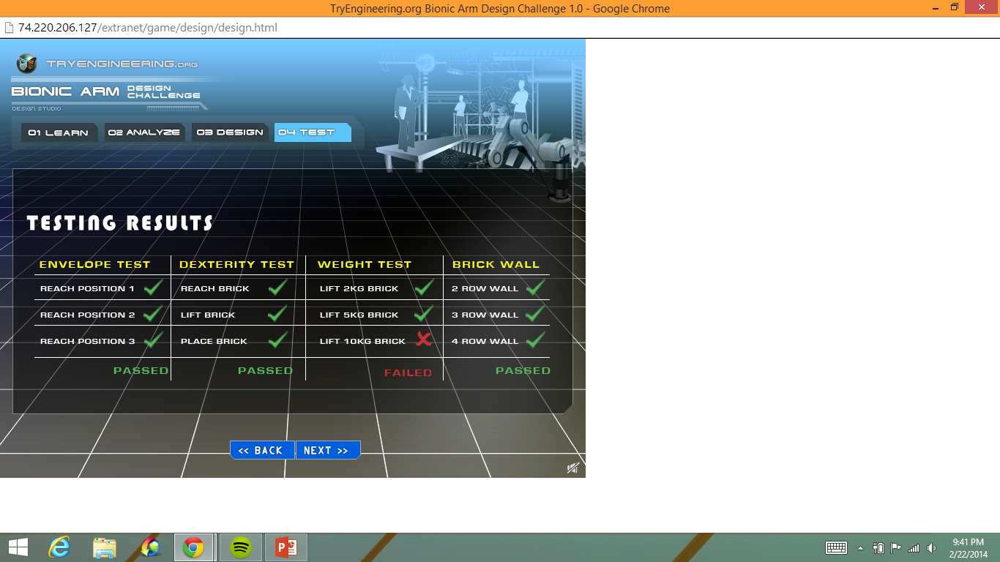 TryEngineering.org Bionic Arm Design Challenge 1.0 - Google Chrome
74.220.206.127/extranet/game/design/design.html
TRYENGINEERING.ORG
BIONIC ARM DESIGN CHALLENGE
DESIGN STUDIO
01 LEARN 02 ANALYZE 03 DESIGN 04 TEST
TESTING RESULTS
ENVELOPE TEST DEXTERITY TEST WEIGHT TEST BRICK WALL
REACH POSITION 1 REACH BRICK LIFT 2KG BRICK 2 ROW WALL
REACH POSITION 2 LIFT BRICK LIFT 5KG BRICK 3 ROW WALL
REACH POSITION 3 PLACE BRICK LIFT 10KG BRICK 4 ROW WALL
PASSED PASSED FAILED PASSED
<< BACK NEXT >>
9:41 PM
2/22/2014